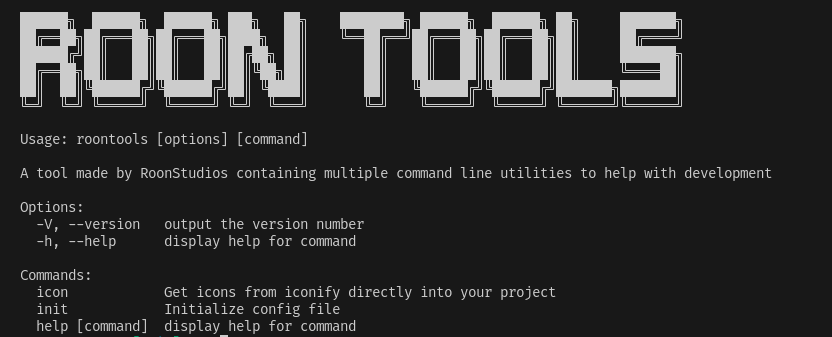 ROON TOOLS
Usage: roontools [options] [command]
A tool made by RoonStudios containing multiple command line utilities to help with development
Options:
-V, --version output the version number
-h, --help display help for command
Commands:
icon Get icons from iconify directly into your project
init Initialize config file
help [command] display help for command